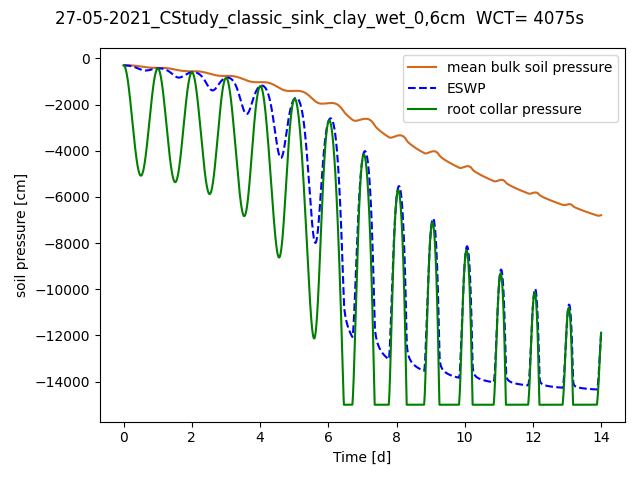 27-05-2021_CStudy_classic_sink_clay_wet_0,6cm  WCT= 4075s
mean bulk soil pressure
ESWP
root collar pressure
soil pressure [cm]
0
−2000
−4000
−6000
−8000
−10000
−12000
−14000
0 2 4 6 8 10 12 14
Time [d]